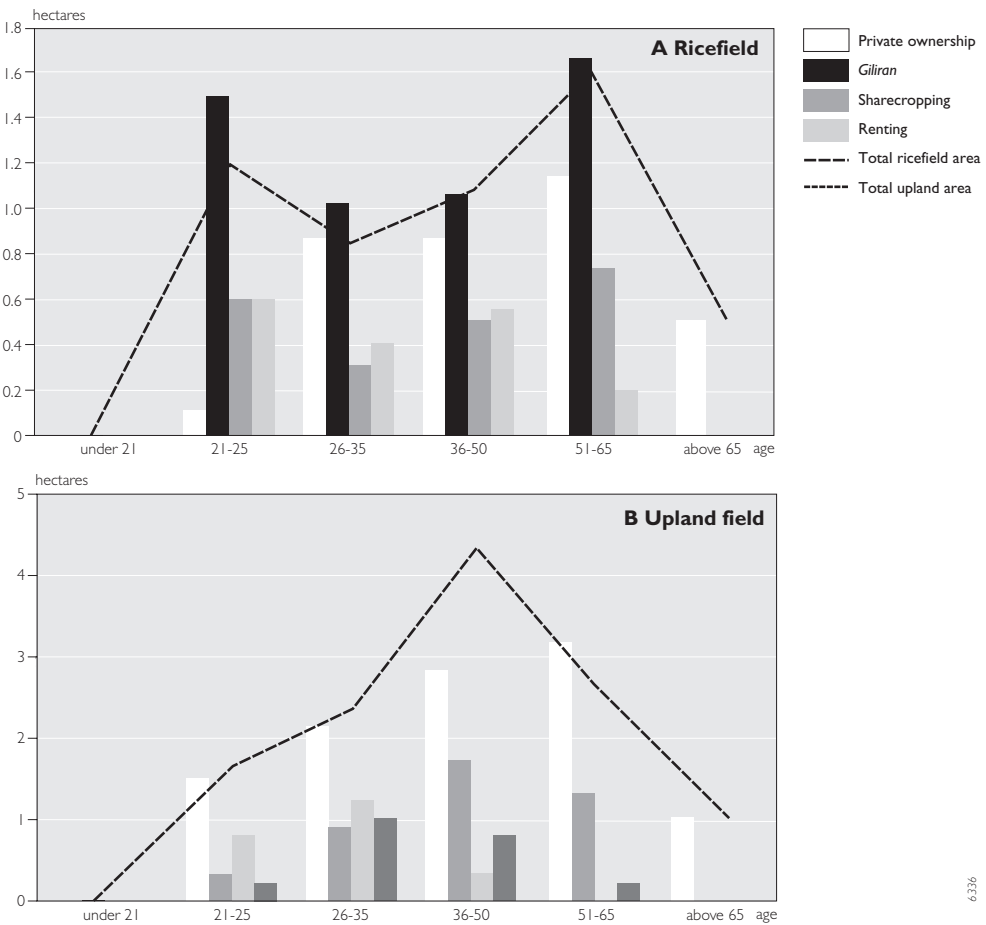 hectares
1.8
A Ricefield
1.6
1.4
1.2
1.0
0.8
0.6
0.4
0.2
0
under 21 21-25 26-35 36-50 51-65 above 65 age
Private ownership
Giliran
Sharecropping
Renting
Total ricefield area
Total upland area
hectares
5
B Upland field
4
3
2
1
0
under 21 21-25 26-35 36-50 51-65 above 65 age
6336